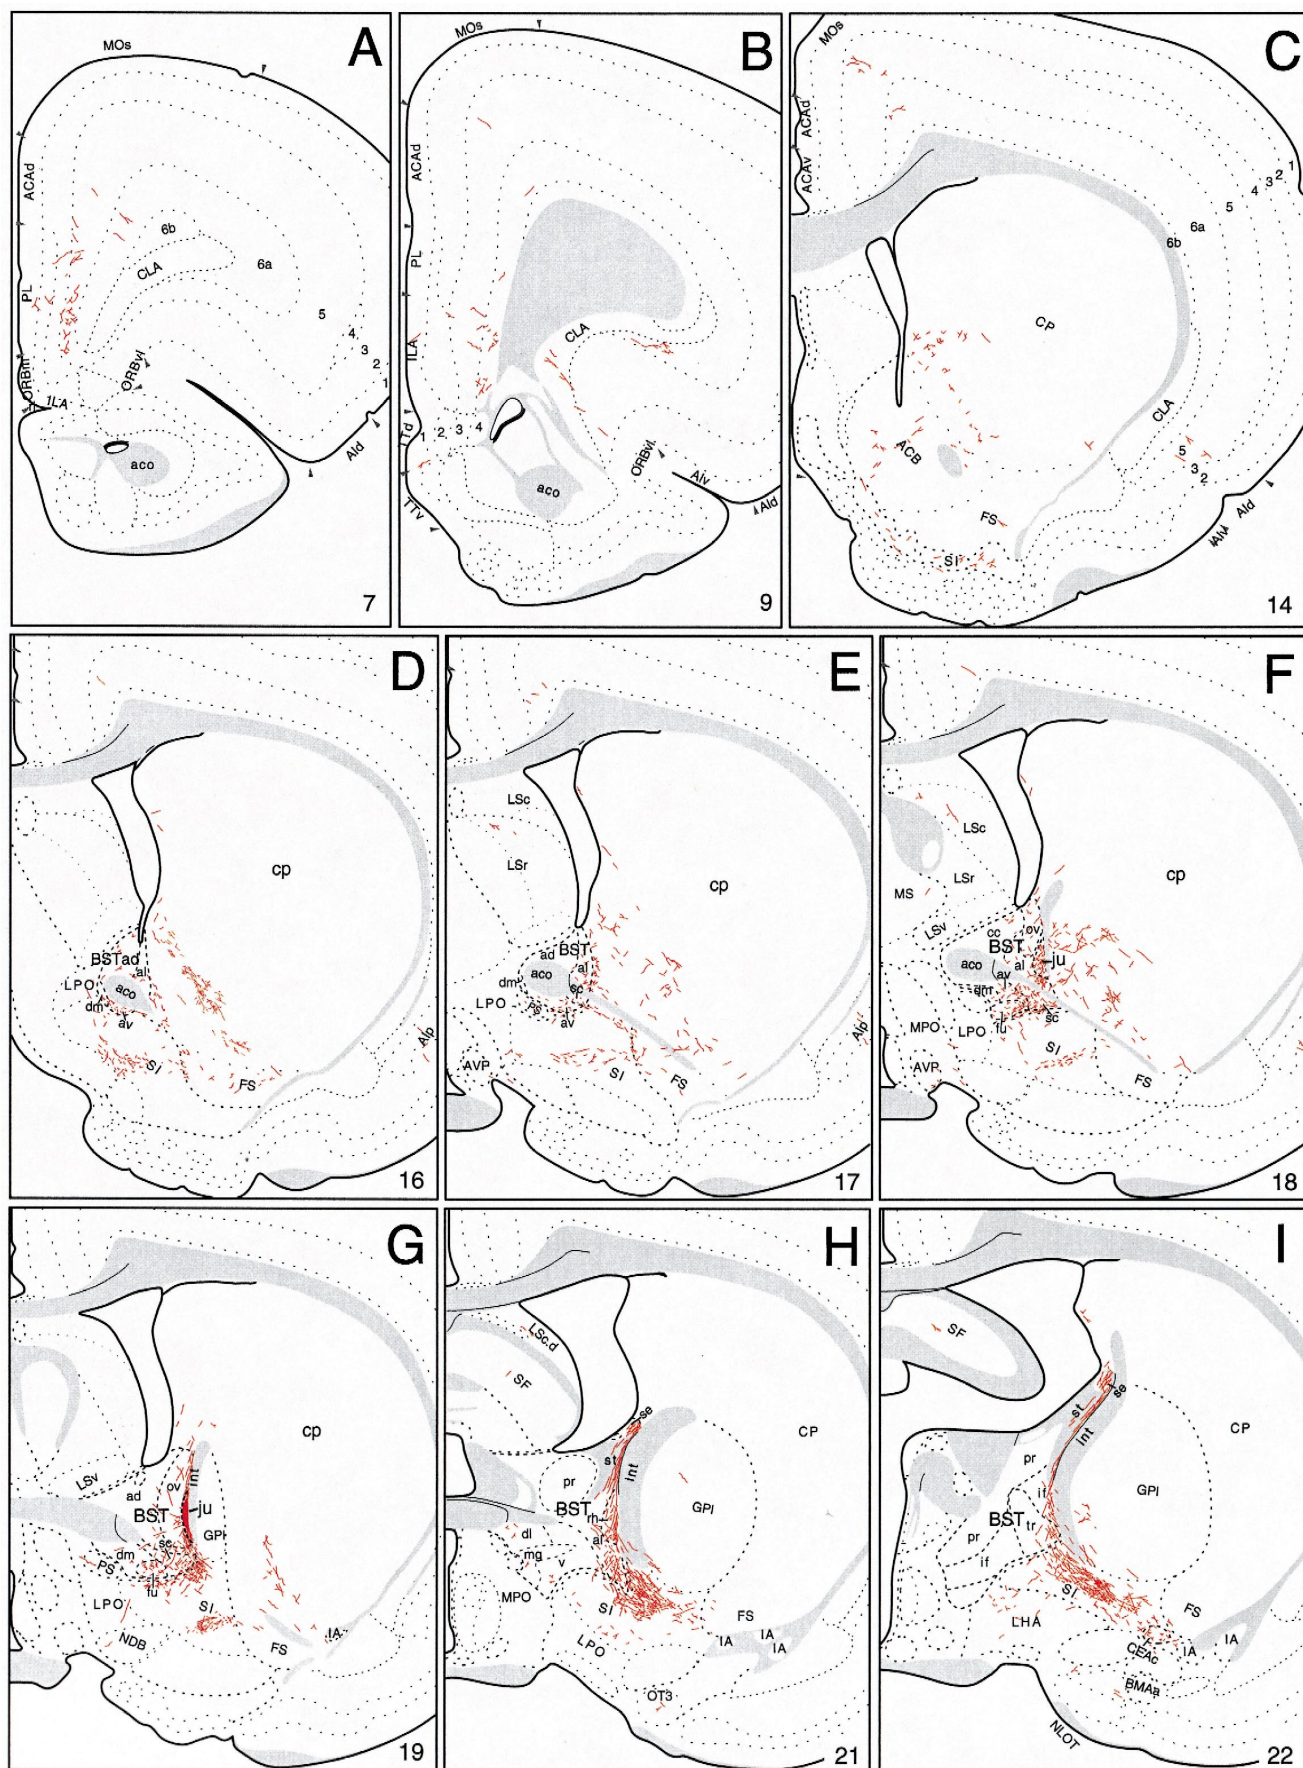 A
MOs
ACAd
PL
ORBm
ILA
6b
CLA
6a
5
4
3
2
1
ORBvl
aco
AId
7
B
MOs
ACAd
PL
ILA
CLA
TTd
1 2 3 4
ORBvl
aco
AIv
AId
TTv
9
C
MOs
ACAd
ACAv
1
2
3
4
5
6a
6b
CP
CLA
ACB
5
3
2
FS
SI
AIv
AId
14
D
cp
BSTad
al
LPO
aco
dm
av
SI
FS
AIp
16
E
LSc
LSr
cp
BST
ad
al
aco
dm
sc
LPO
PS
av
AIp
SI
AVP
FS
17
F
LSc
LSr
MS
cp
LSv
cc
ov
BST
aco
al
ju
av
dm
MPO
LPO
fu
sc
SI
AVP
FS
18
G
cp
LSv
ad
ov
int
BST
ju
GPl
sc
dm
PS
fu
LPO
SI
NDB
FS
IA
19
H
LSc.d
SF
se
st
int
CP
pr
GPl
BST
rh
al
dl
mg
v
MPO
SI
LPO
FS
IA
IA
IA
OT3
21
I
SF
se
st
int
CP
pr
if
GPl
BST
tr
pr
if
SI
LHA
FS
CEAc
IA
IA
BMAa
NLOT
22